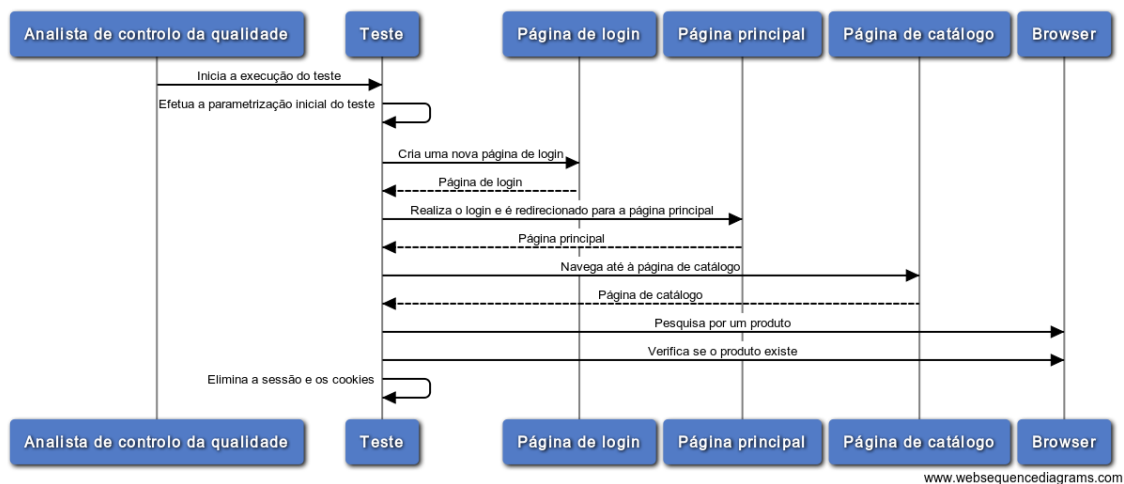 Analista de controlo da qualidade
Teste
Página de login
Página principal
Página de catálogo
Browser
Inicia a execução do teste
Efetua a parametrização inicial do teste
Cria uma nova página de login
Página de login
Realiza o login e é redirecionado para a página principal
Página principal
Navega até à página de catálogo
Página de catálogo
Pesquisa por um produto
Verifica se o produto existe
Elimina a sessão e os cookies
Analista de controlo da qualidade
Teste
Página de login
Página principal
Página de catálogo
Browser
www.websequencediagrams.com